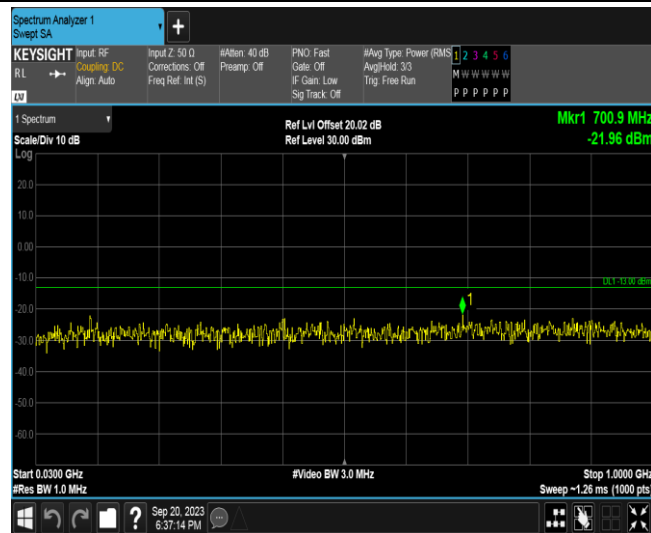 Spectrum Analyzer 1
Swept SA
+
KEYSIGHT
RL
LXI
Input: RF
Coupling: DC
Align: Auto
Input Z: 50 Ω
Corrections: Off
Freq Ref: Int (S)
#Atten: 40 dB
Preamp: Off
PNO: Fast
Gate: Off
IF Gain: Low
Sig Track: Off
#Avg Type: Power (RMS
Avg|Hold: 3/3
Trig: Free Run
1 2 3 4 5 6
M W W W W W
P P P P P P
1 Spectrum
Scale/Div 10 dB
Ref Lvl Offset 20.02 dB
Ref Level 30.00 dBm
Mkr1 700.9 MHz
-21.96 dBm
Log
20.0
10.0
0.00
-10.0
-20.0
-30.0
-40.0
-50.0
-60.0
DL1 -13.00 dBm
1
Start 0.0300 GHz
#Res BW 1.0 MHz
#Video BW 3.0 MHz
Stop 1.0000 GHz
Sweep ~1.26 ms (1000 pts)
?
Sep 20, 2023
6:37:14 PM